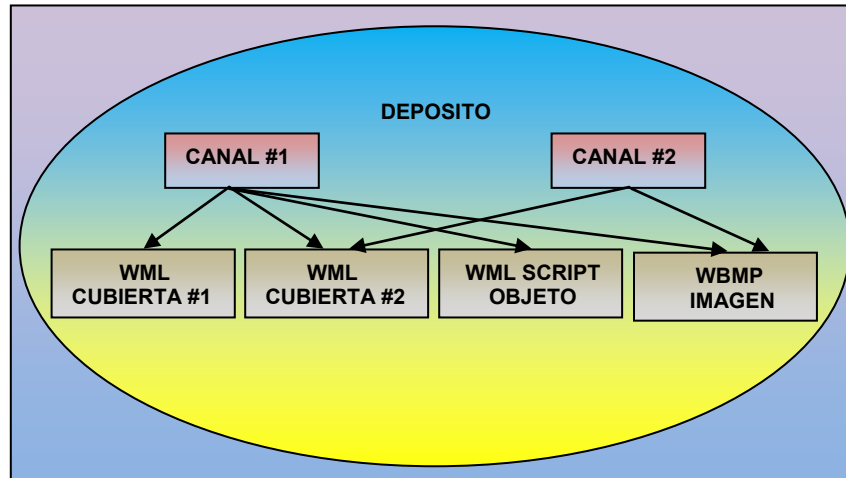 DEPOSITO
CANAL #1
CANAL #2
WML
CUBIERTA #1
WML
CUBIERTA #2
WML SCRIPT
OBJETO
WBMP
IMAGEN